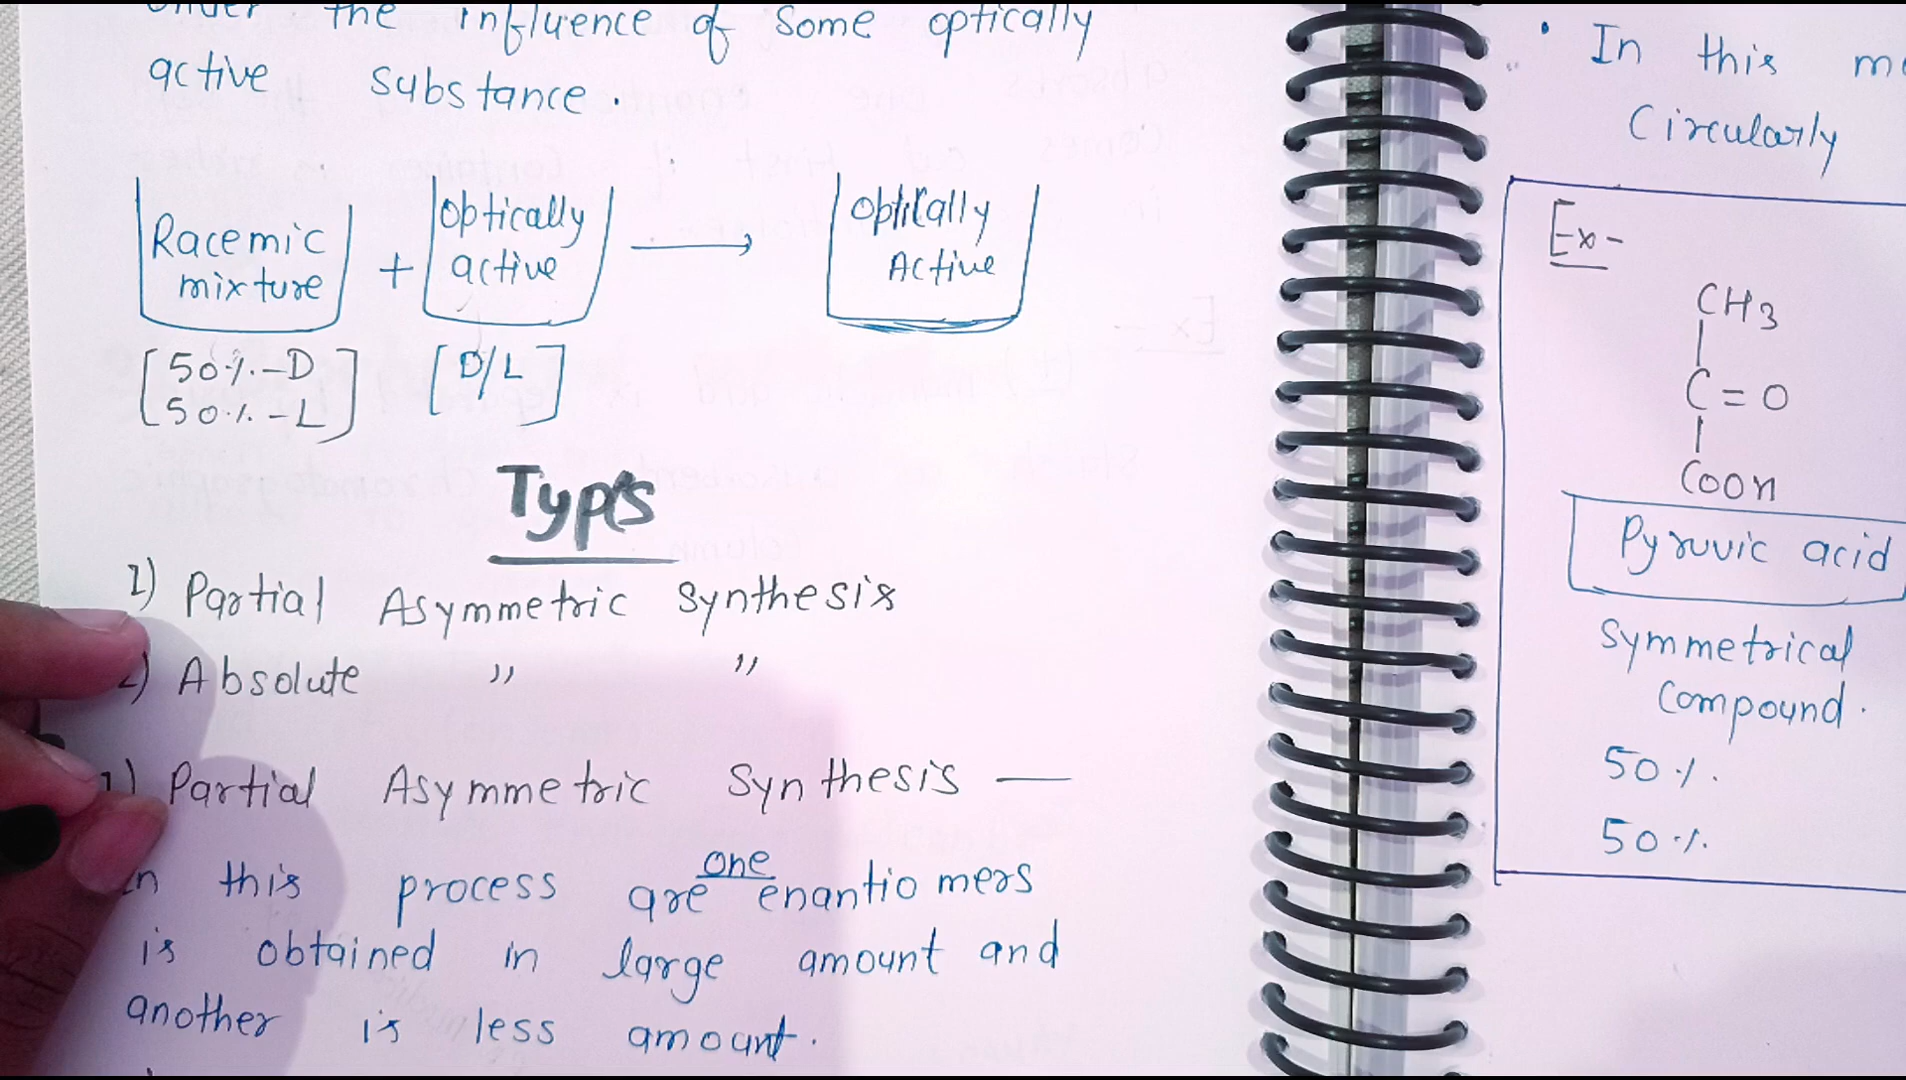 under the influence of some optically
active substance.
Racemic
mixture
+
optically
active
optically
Active
[50%-D
50%-L]
[D/L]
Types
1) Partial Asymmetric Synthesis
2) Absolute " "
1) Partial Asymmetric Synthesis —
In this process are one enantiomers
is obtained in large amount and
another is less amount.
• In this
Circularly
Ex-
CH3
C=O
COOH
Pyruvic acid
Symmetrical
Compound.
50%.
50%.